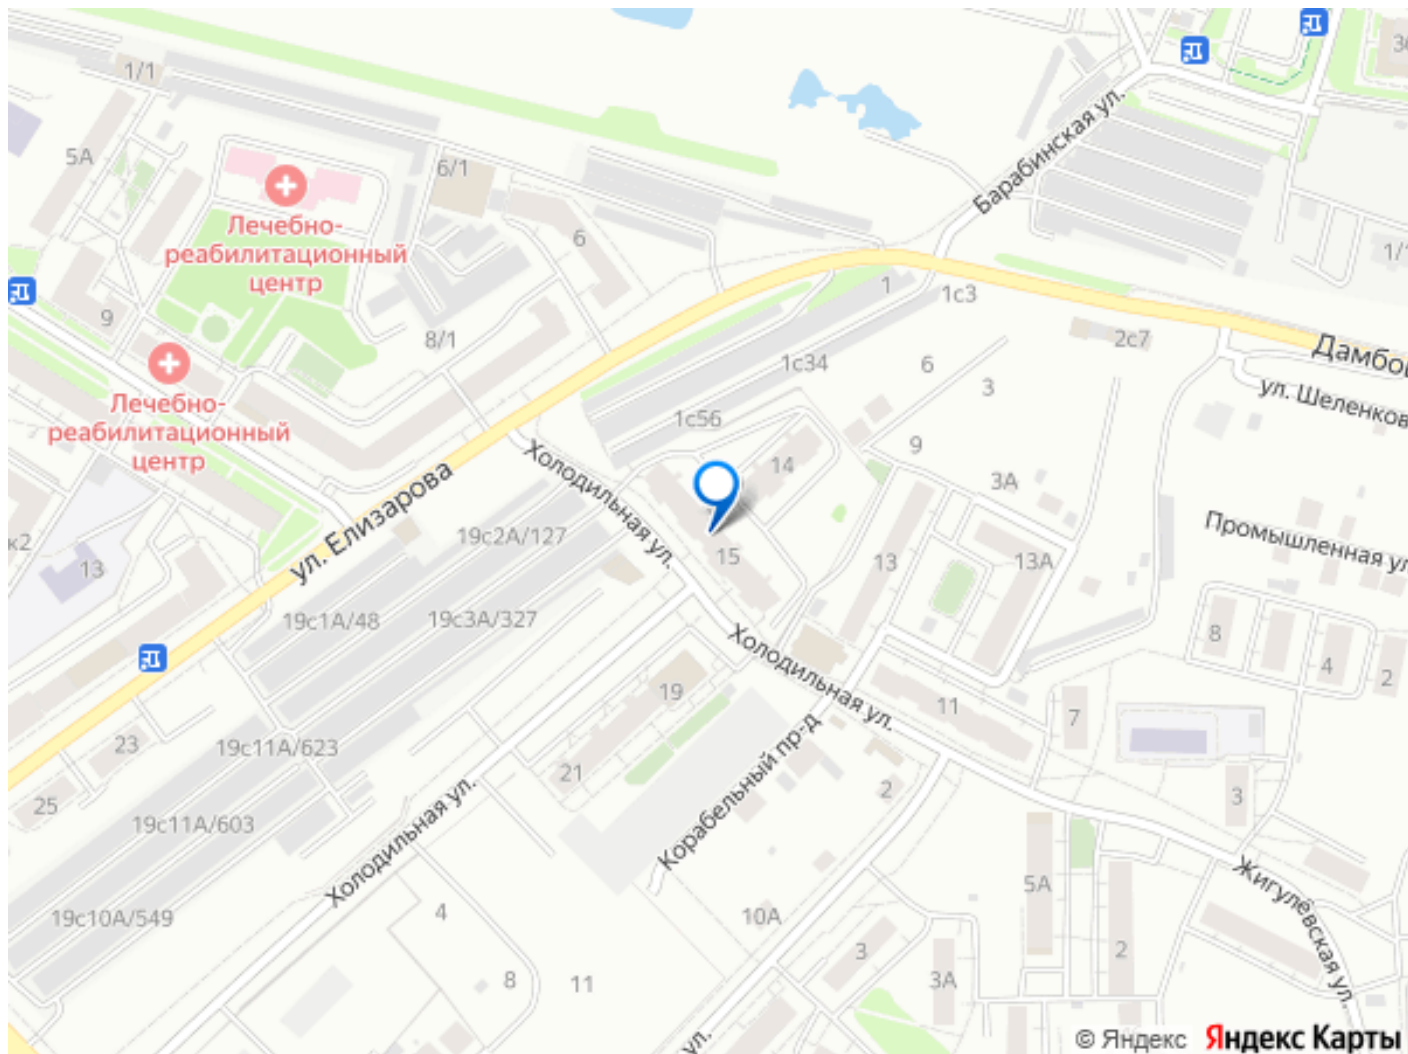 1/1
5А
6/1
6
Лечебно-
реабилитационный
центр
9
8/1
Лечебно-
реабилитационный
центр
Барабинская ул.
1
1с3
1/1
2с7
Дамбов
ул. Шеленков
1с34
6
3
1с56
9
14
3А
Холодильная ул.
ул. Елизарова
19с2А/127
15
13
13А
Промышленная ул
к2
13
19с1А/48
19с3А/327
Холодильная ул.
8
4
2
19
11
7
23
19с11А/623
21
Корабельный пр-д
2
3
25
19с11А/603
Холодильная ул.
5А
Жигулёвская ул.
19с10А/549
4
10А
3
3А
2
8
11
ул.
© Яндекс Яндекс Карты